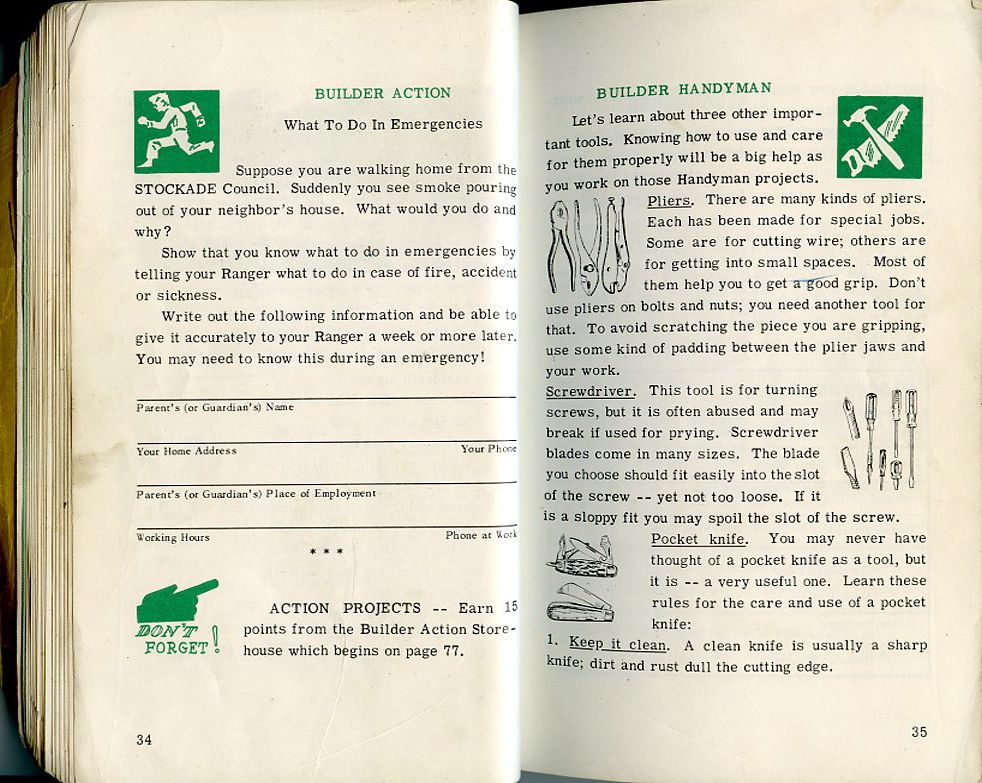 BUILDER ACTION
What To Do In Emergencies
Suppose you are walking home from the
STOCKADE Council. Suddenly you see smoke pouring
out of your neighbor's house. What would you do and
why?
Show that you know what to do in emergencies by
telling your Ranger what to do in case of fire, accident
or sickness.
Write out the following information and be able to
give it accurately to your Ranger a week or more later.
You may need to know this during an emergency!
Parent's (or Guardian's) Name
Your Home Address Your Phone
Parent's (or Guardian's) Place of Employment
Working Hours Phone at Work
* * *
DON'T
FORGET!
ACTION PROJECTS -- Earn 15
points from the Builder Action Store-
house which begins on page 77.
34
BUILDER HANDYMAN
Let's learn about three other impor-
tant tools. Knowing how to use and care
for them properly will be a big help as
you work on those Handyman projects.
Pliers. There are many kinds of pliers.
Each has been made for special jobs.
Some are for cutting wire; others are
for getting into small spaces. Most of
them help you to get a good grip. Don't
use pliers on bolts and nuts; you need another tool for
that. To avoid scratching the piece you are gripping,
use some kind of padding between the plier jaws and
your work.
Screwdriver. This tool is for turning
screws, but it is often abused and may
break if used for prying. Screwdriver
blades come in many sizes. The blade
you choose should fit easily into the slot
of the screw -- yet not too loose. If it
is a sloppy fit you may spoil the slot of the screw.
Pocket knife. You may never have
thought of a pocket knife as a tool, but
it is -- a very useful one. Learn these
rules for the care and use of a pocket
knife:
1. Keep it clean. A clean knife is usually a sharp
knife; dirt and rust dull the cutting edge.
35